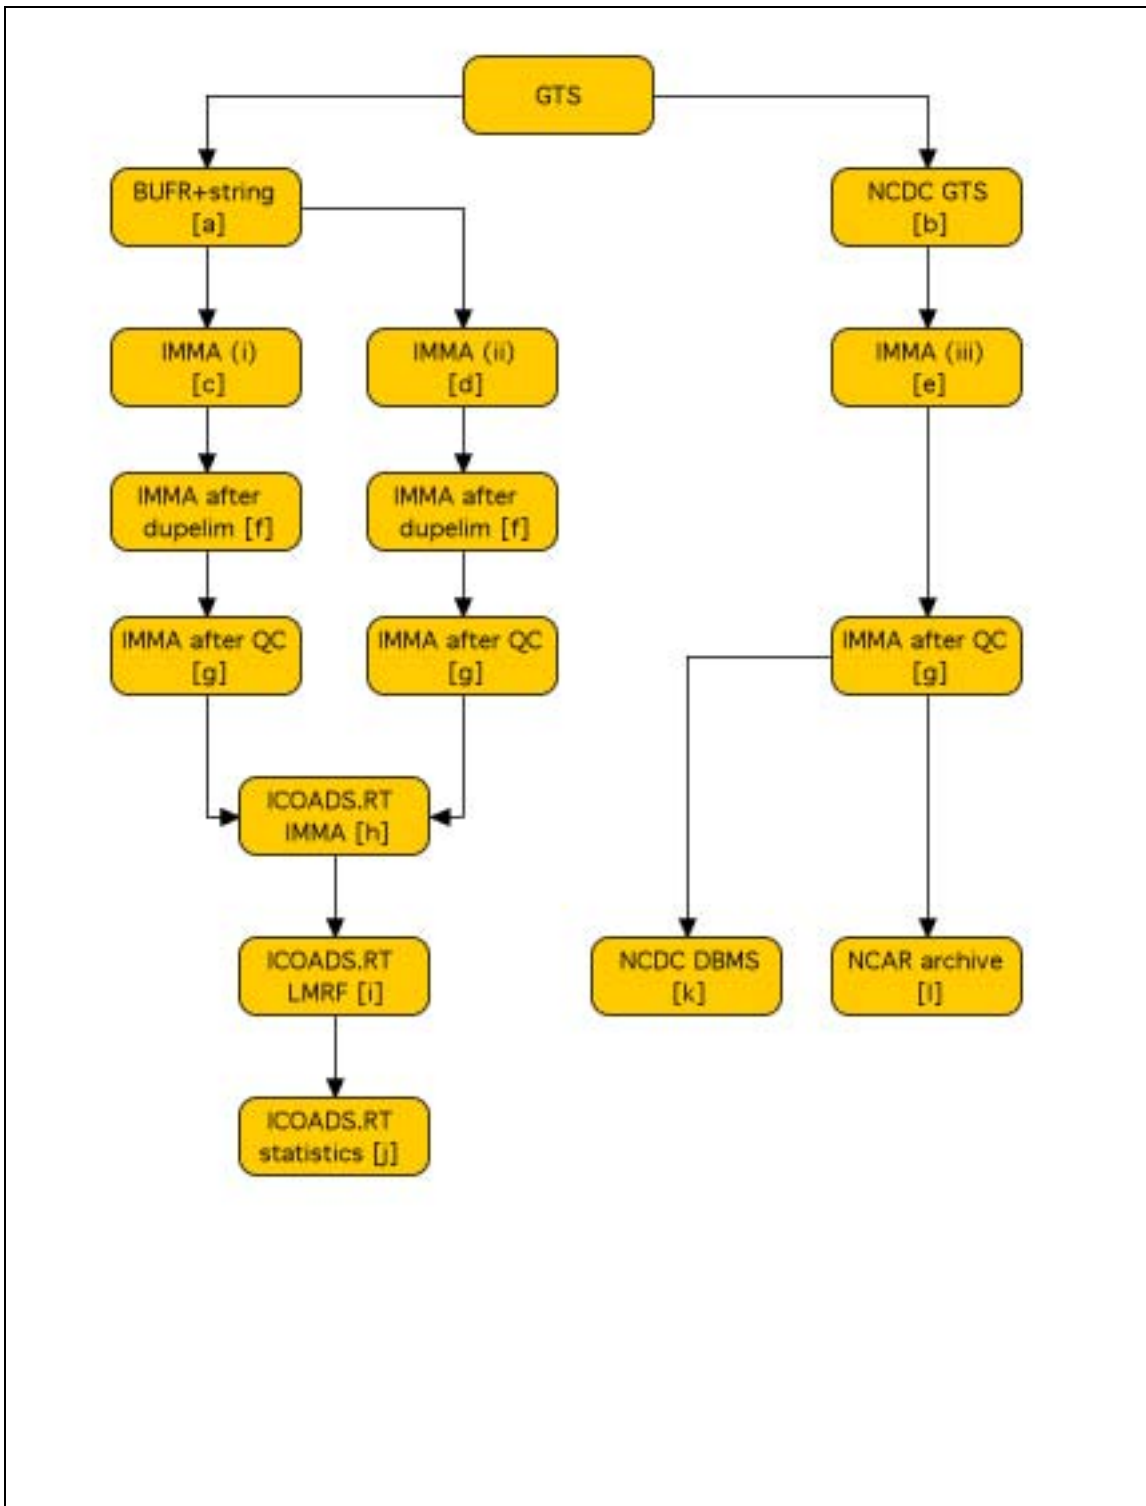 GTS
BUFR+string
[a]
NCDC GTS
[b]
IMMA (i)
[c]
IMMA (ii)
[d]
IMMA (iii)
[e]
IMMA after
dupelim [f]
IMMA after
dupelim [f]
IMMA after QC
[g]
IMMA after QC
[g]
IMMA after QC
[g]
ICOADS.RT
IMMA [h]
ICOADS.RT
LMRF [i]
NCDC DBMS
[k]
NCAR archive
[l]
ICOADS.RT
statistics [j]